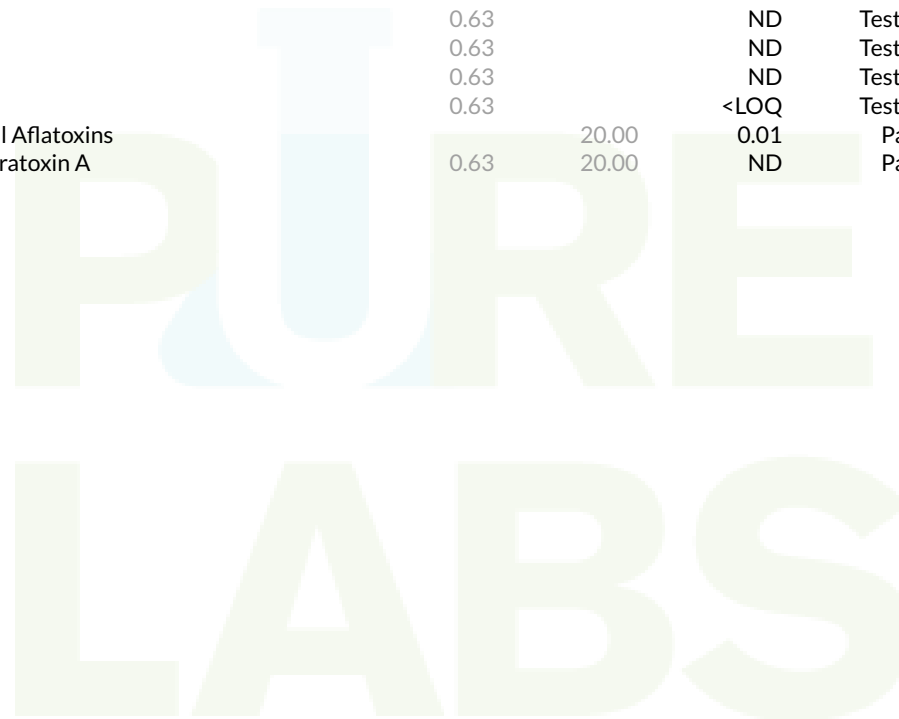 0.63 ND Test
0.63 ND Test
0.63 ND Test
0.63 <LOQ Test
l Aflatoxins 20.00 0.01 Pa
ratoxin A 0.63 20.00 ND Pa
PURE
LABS